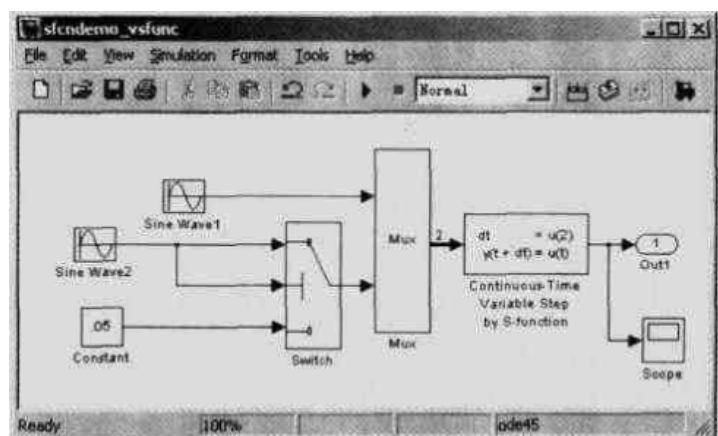 sfcndemo_vsfunc
File Edit View Simulation Format Tools Help
Normal
Sine Wave1
Sine Wave2
.05
Constant
Switch
Mux
Mux
2
dt = u(2)
y(t + dt) = u(t)
Continuous-Time
Variable Step
by S-function
1
Out1
Scope
Ready 100% ode45